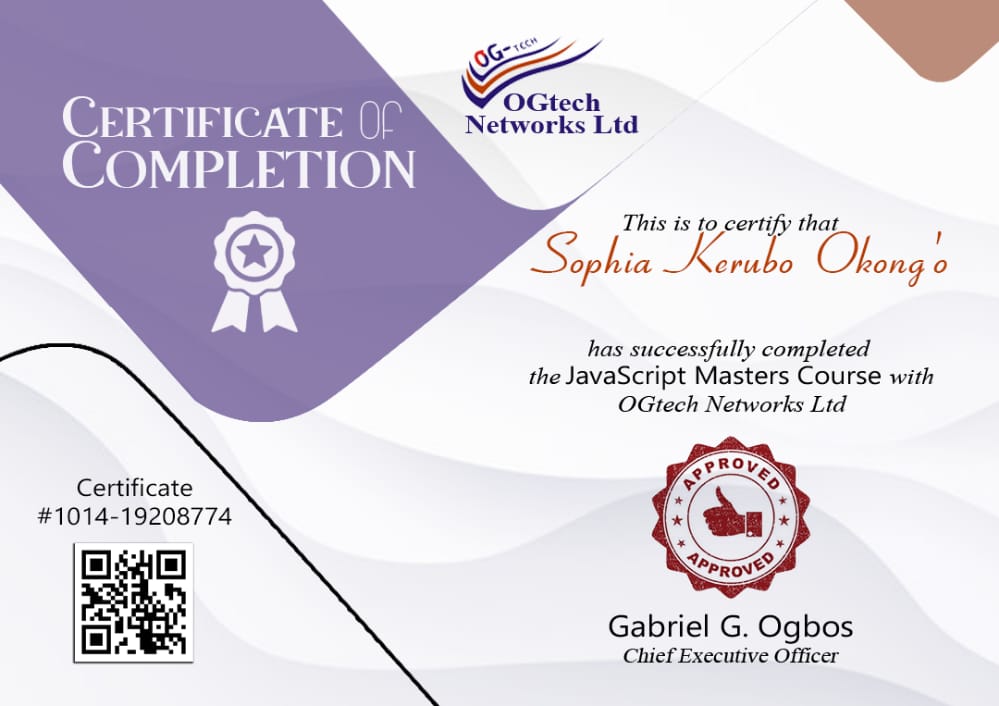 CERTIFICATE OF
COMPLETION
OG-TECH
OGtech
Networks Ltd
This is to certify that
Sophia Kerubo Okong'o
has successfully completed
the JavaScript Masters Course with
OGtech Networks Ltd
Certificate
#1014-19208774
APPROVED
APPROVED
Gabriel G. Ogbos
Chief Executive Officer